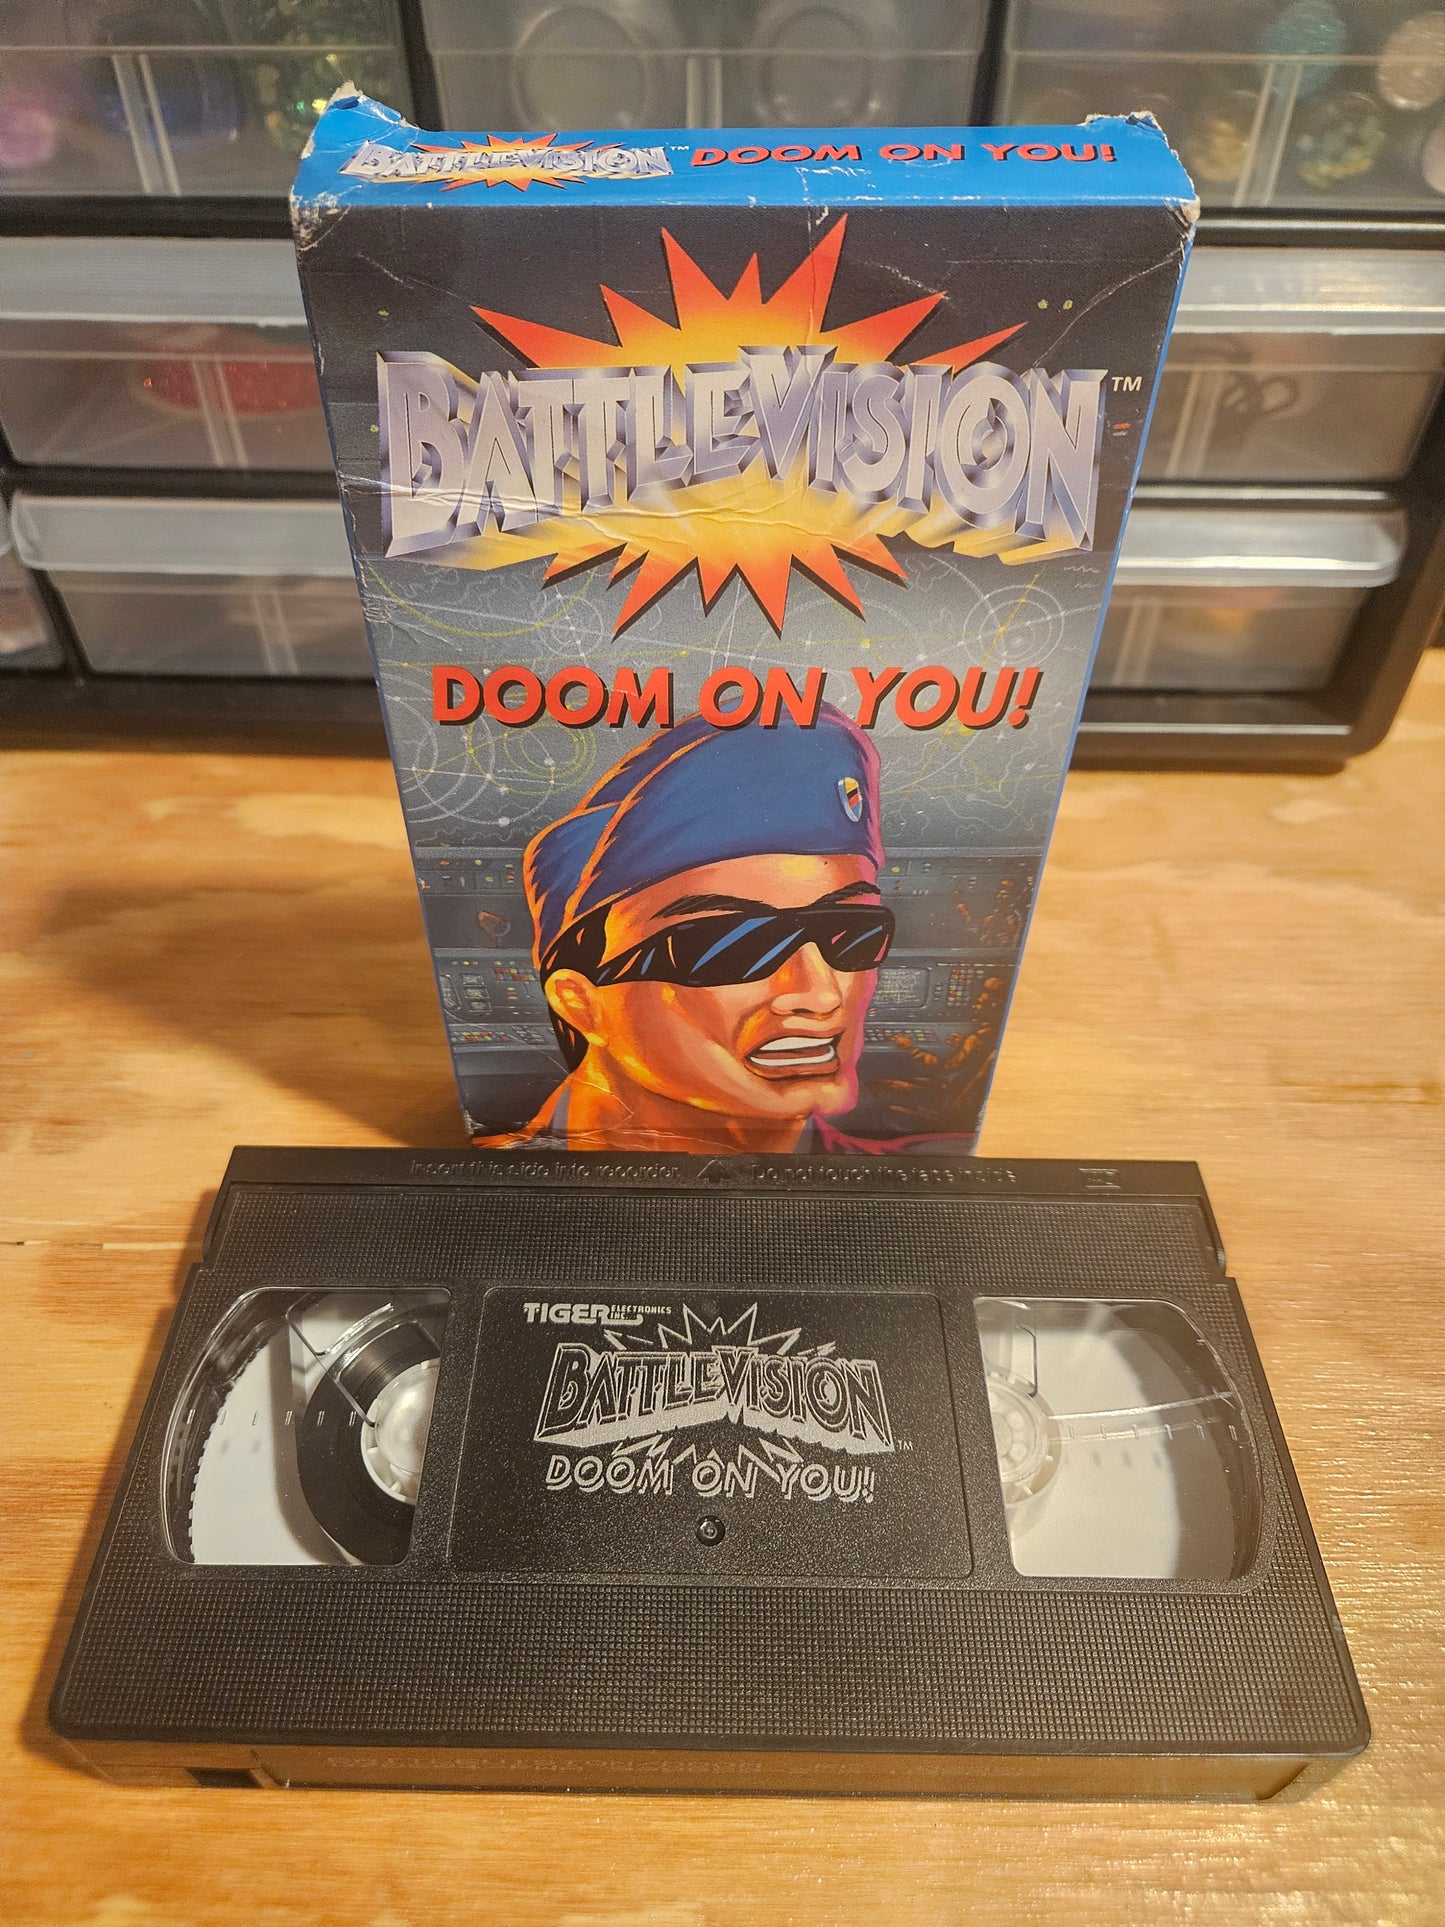 BATTLEVISION™ DOOM ON YOU!
BATTLEVISION™
DOOM ON YOU!
Insert this side into recorder. Do not touch the tape inside
TIGER ELECTRONICS INC.
BATTLEVISION™
DOOM ON YOU!